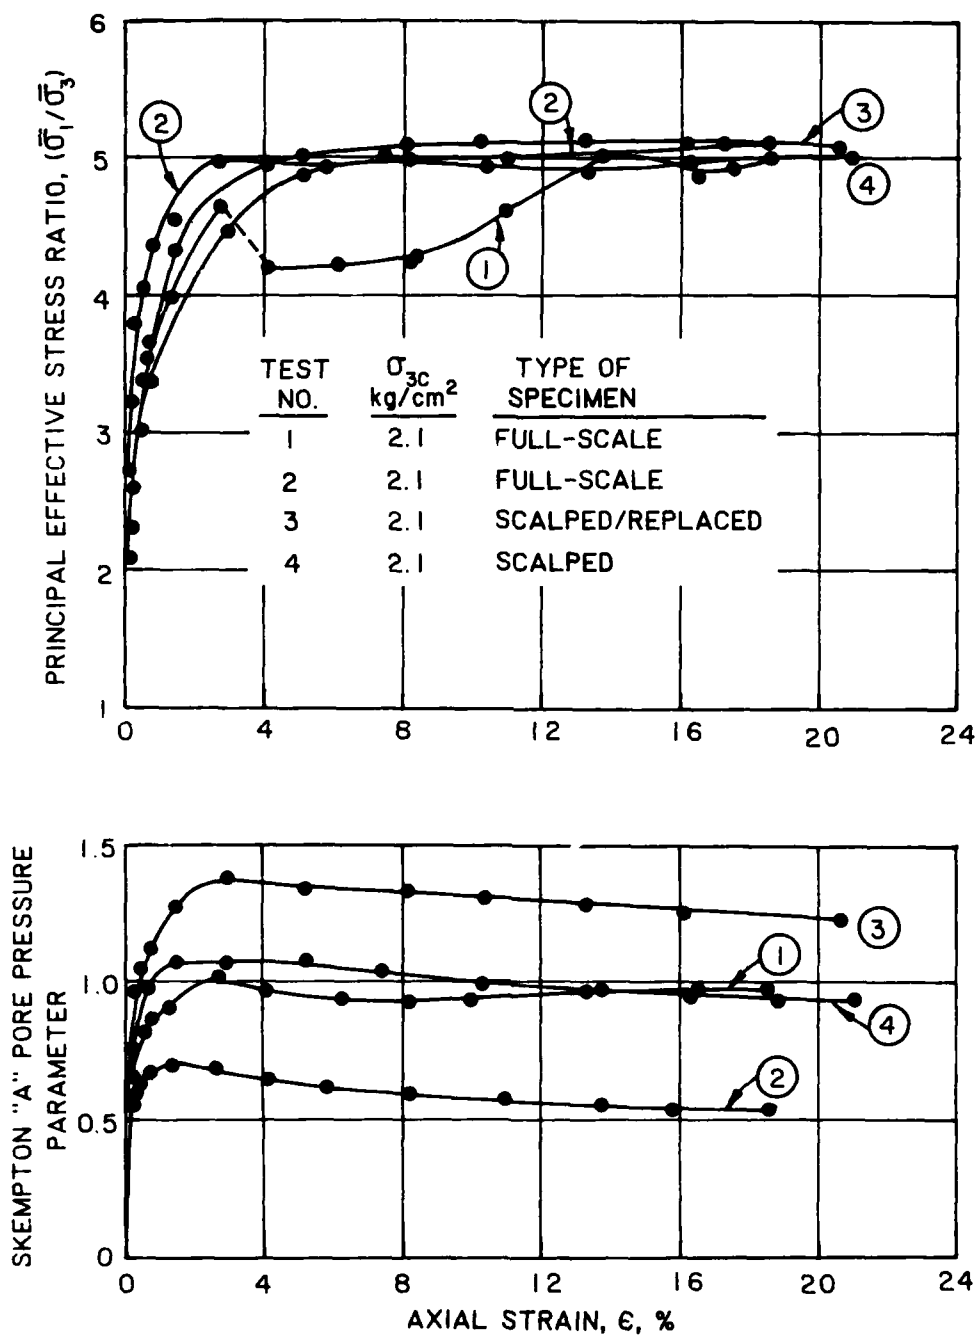 PRINCIPAL EFFECTIVE STRESS RATIO, (σ̄₁/σ̄₃)
6
5
4
3
2
1
2
2
3
4
1
TEST NO. σ3C kg/cm² TYPE OF SPECIMEN
1 2.1 FULL-SCALE
2 2.1 FULL-SCALE
3 2.1 SCALPED/REPLACED
4 2.1 SCALPED
0 4 8 12 16 20 24
SKEMPTON "A" PORE PRESSURE
PARAMETER
1.5
1.0
0.5
0
3
1
4
2
0 4 8 12 16 20 24
AXIAL STRAIN, ϵ, %